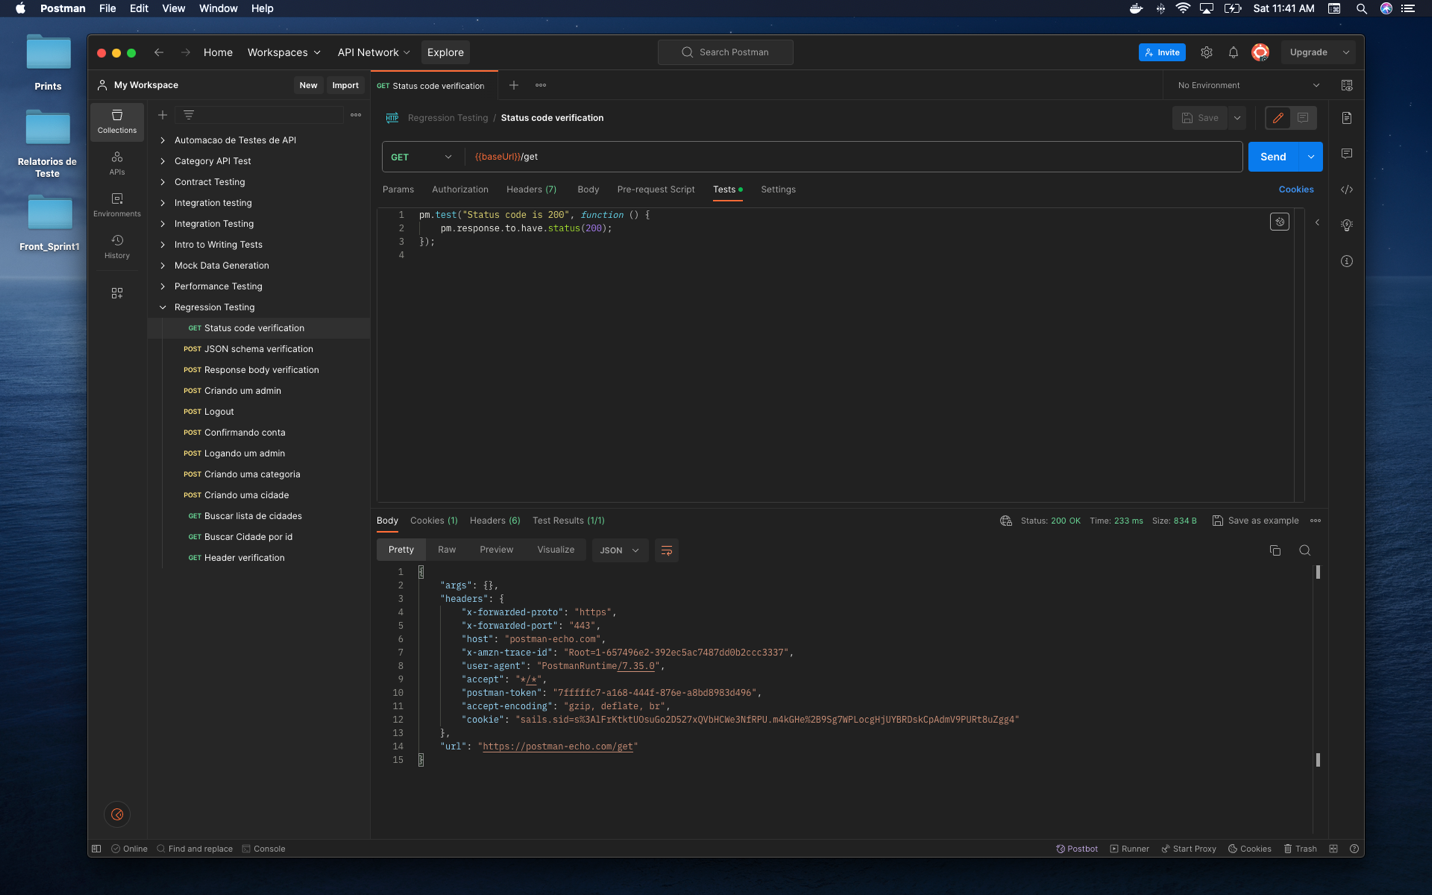 Postman File Edit View Window Help
Sat 11:41 AM
Prints
Relatorios de
Teste
Front_Sprint1
Home Workspaces API Network Explore
Search Postman
Invite
Upgrade
My Workspace
New Import
GET Status code verification
No Environment
Collections
APIs
Environments
History
Automacao de Testes de API
Category API Test
Contract Testing
Integration testing
Integration Testing
Intro to Writing Tests
Mock Data Generation
Performance Testing
Regression Testing
GET Status code verification
POST JSON schema verification
POST Response body verification
POST Criando um admin
POST Logout
POST Confirmando conta
POST Logando um admin
POST Criando uma categoria
POST Criando uma cidade
GET Buscar lista de cidades
GET Buscar Cidade por id
GET Header verification
HTTP Regression Testing / Status code verification
Save
GET {{baseUrl}}/get
Send
Params Authorization Headers (7) Body Pre-request Script Tests Settings
Cookies
1 pm.test("Status code is 200", function () {
2 pm.response.to.have.status(200);
3 });
4
Body Cookies (1) Headers (6) Test Results (1/1)
Status: 200 OK Time: 233 ms Size: 834 B Save as example
Pretty Raw Preview Visualize JSON
1 {
2 "args": {},
3 "headers": {
4 "x-forwarded-proto": "https",
5 "x-forwarded-port": "443",
6 "host": "postman-echo.com",
7 "x-amzn-trace-id": "Root=1-657496e2-392ec5ac7487dd0b2ccc3337",
8 "user-agent": "PostmanRuntime/7.35.0",
9 "accept": "*/*",
10 "postman-token": "7fffffc7-a168-444f-876e-a8bd8983d496",
11 "accept-encoding": "gzip, deflate, br",
12 "cookie": "sails.sid=s%3AlFrKtktUOsuGo2D527xQVbHCWe3NfRPU.m4kGHe%2B9Sg7WPLocgHjUYBRDskCpAdmV9PURt8uZgg4"
13 },
14 "url": "https://postman-echo.com/get"
15 }
Online Find and replace Console
Postbot Runner Start Proxy Cookies Trash